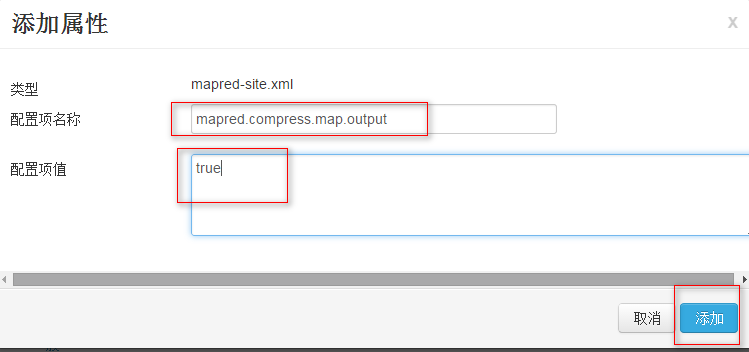 添加属性
x
类型 mapred-site.xml
配置项名称 mapred.compress.map.output
配置项值 true
取消 添加